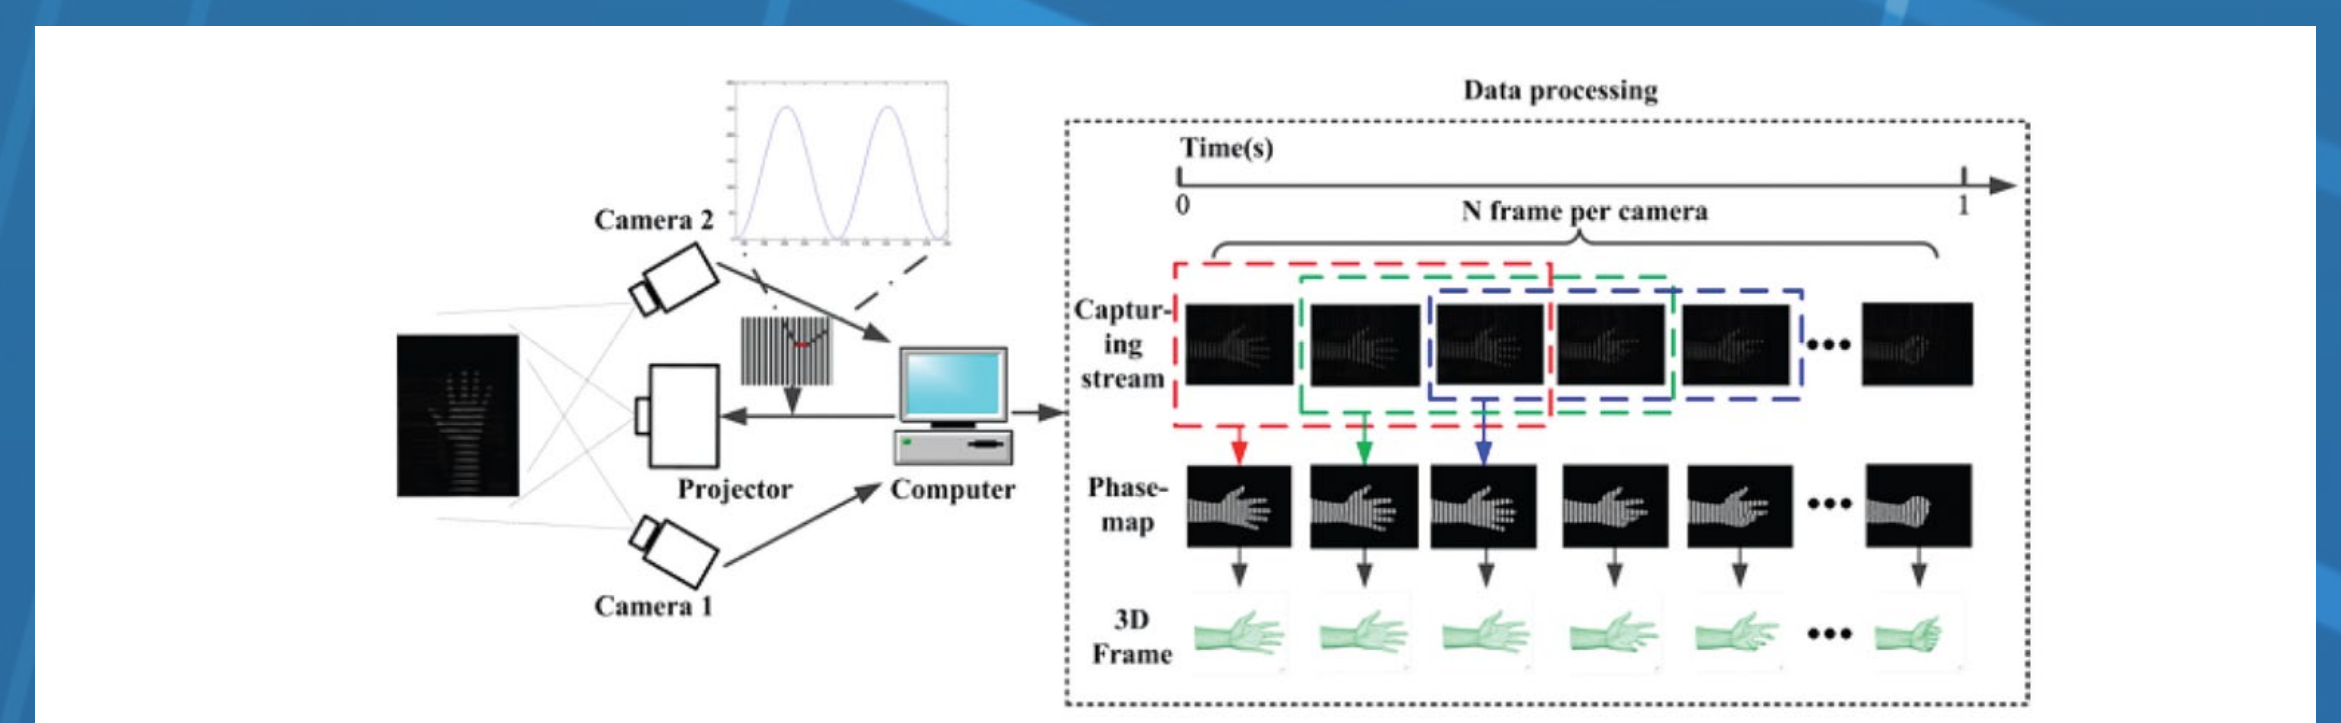 Camera 2
Projector
Computer
Camera 1
Data processing
Time(s)
0
1
N frame per camera
Captur-
ing
stream
Phase-
map
3D
Frame